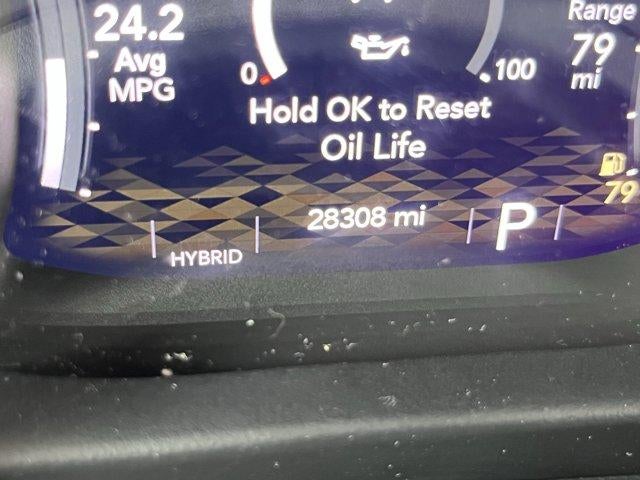 24.2
Avg
MPG
0
100
Range
79
mi
Hold OK to Reset
Oil Life
79
28308 mi
P
HYBRID